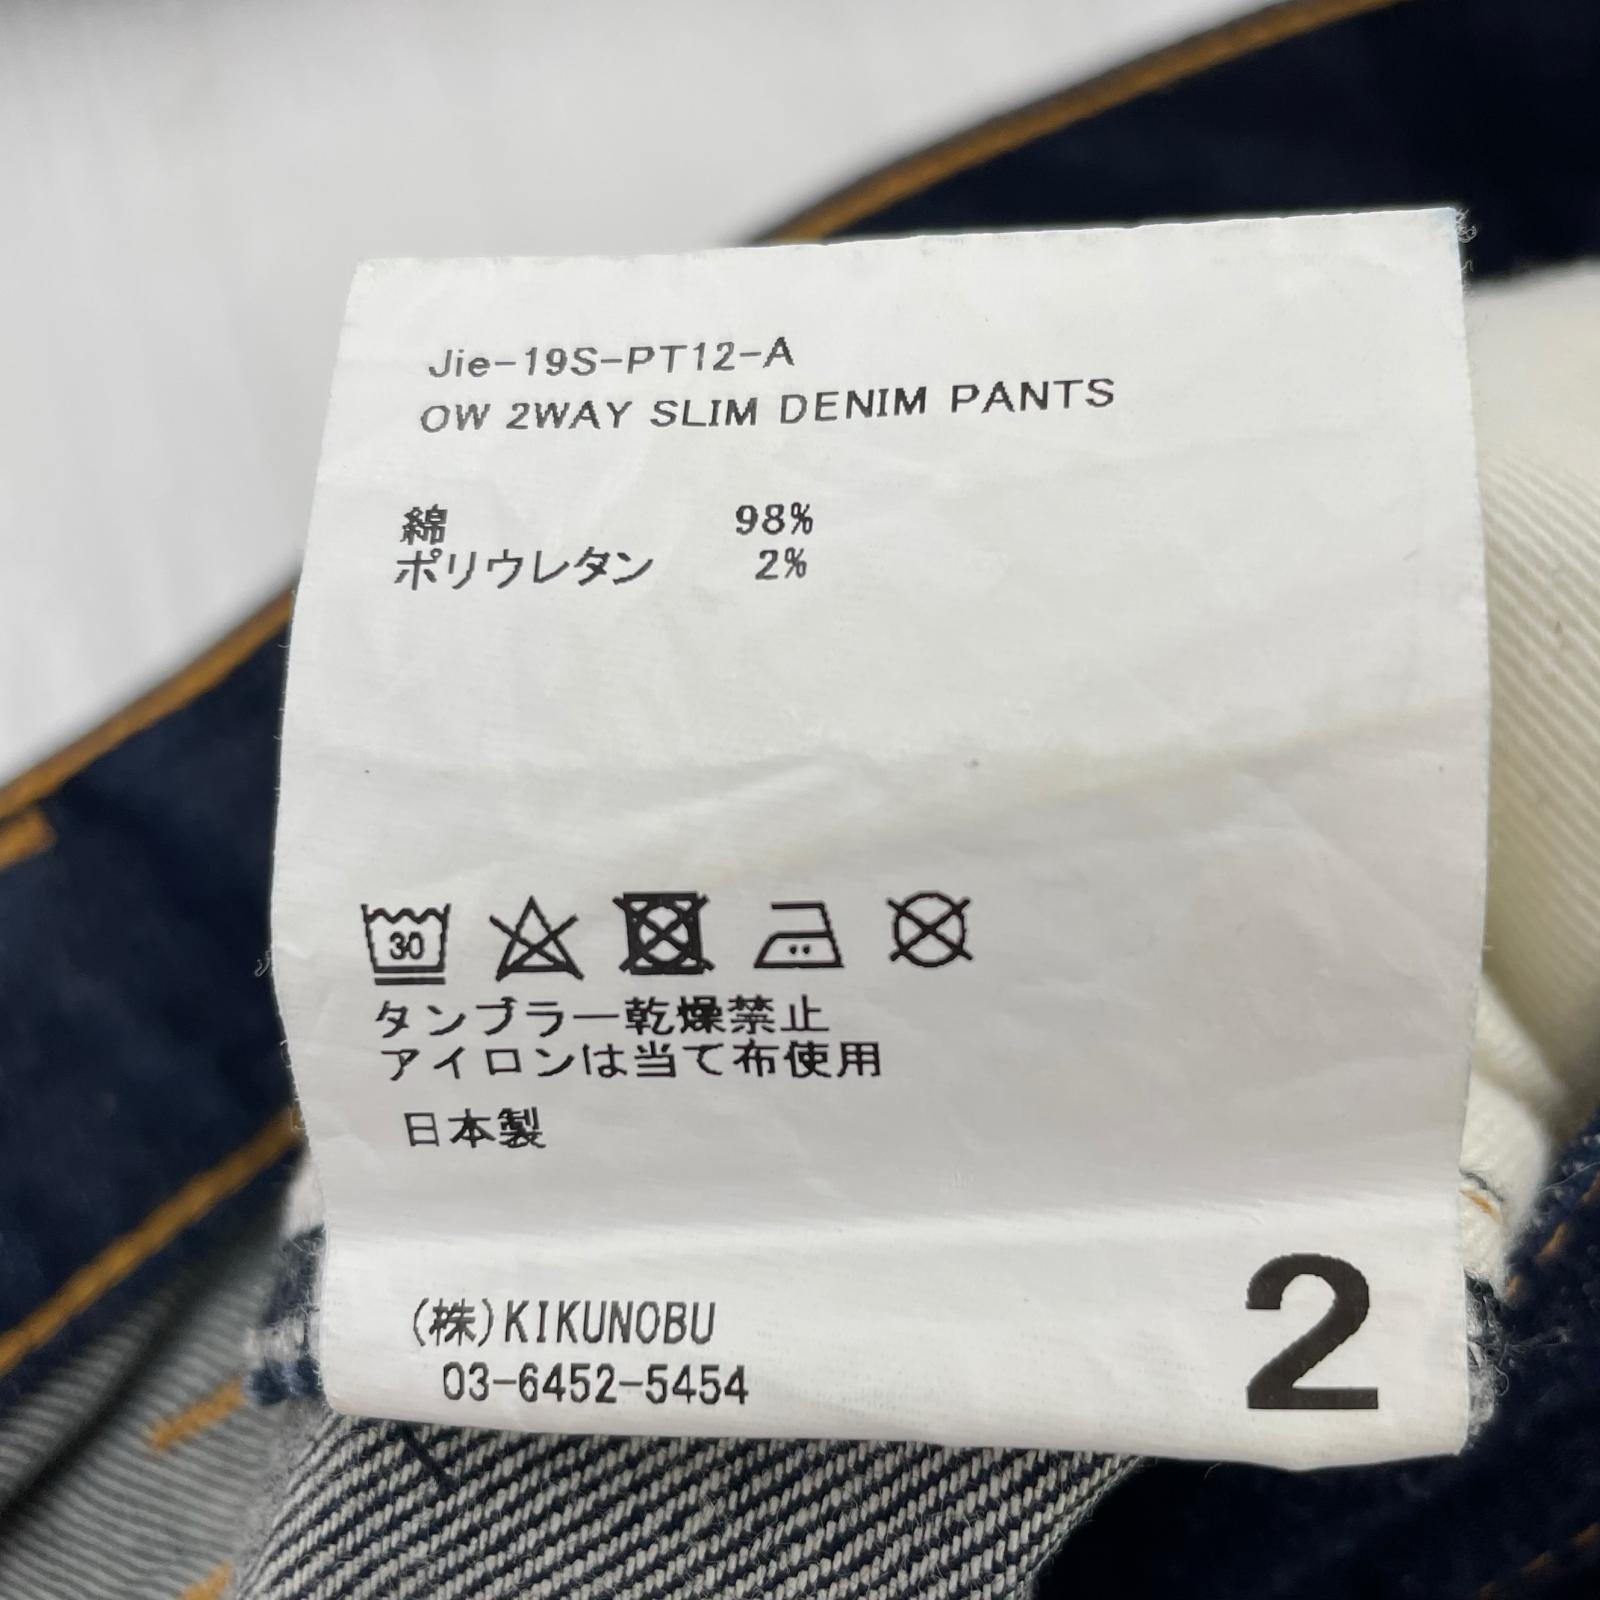 Jie-19S-PT12-A
OW 2WAY SLIM DENIM PANTS
綿 98%
ポリウレタン 2%
30
タンブラー乾燥禁止
アイロンは当て布使用
日本製
(株)KIKUNOBU
03-6452-5454
2